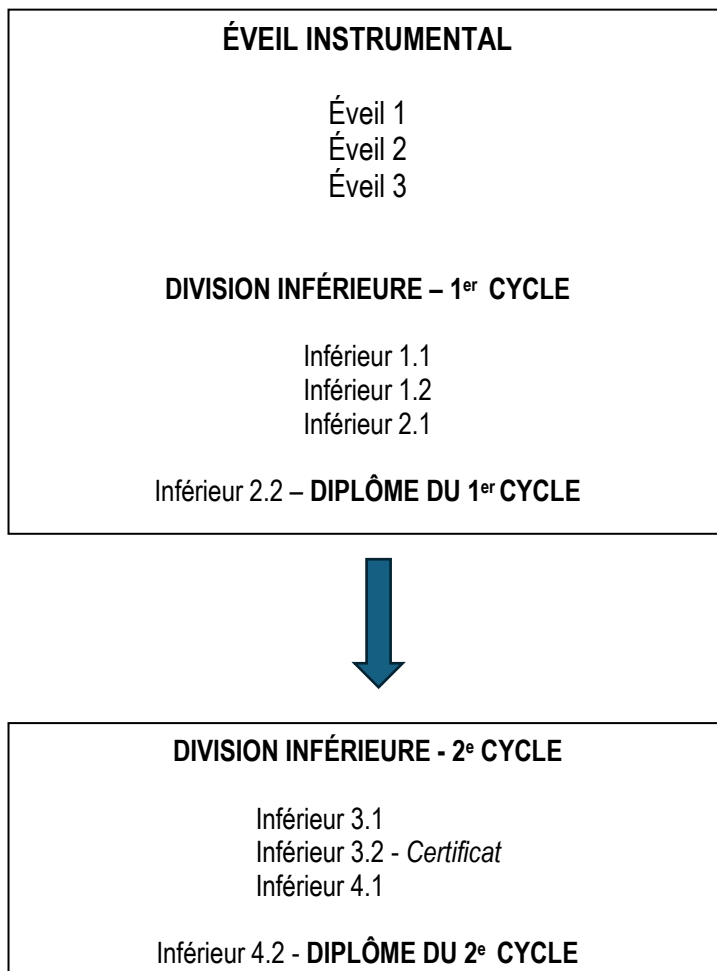 ÉVEIL INSTRUMENTAL
Éveil 1
Éveil 2
Éveil 3
DIVISION INFÉRIEURE – 1er CYCLE
Inférieur 1.1
Inférieur 1.2
Inférieur 2.1
Inférieur 2.2 – DIPLÔME DU 1er CYCLE
DIVISION INFÉRIEURE - 2e CYCLE
Inférieur 3.1
Inférieur 3.2 - Certificat
Inférieur 4.1
Inférieur 4.2 - DIPLÔME DU 2e CYCLE